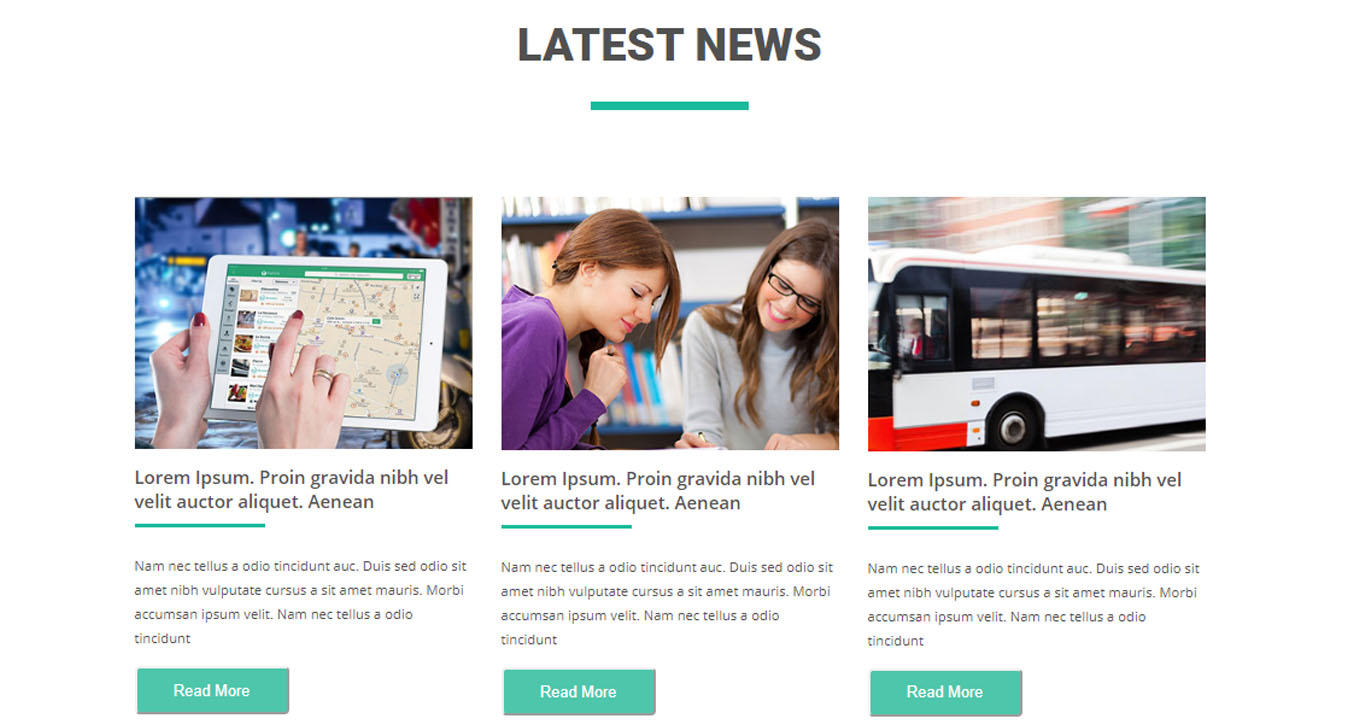 LATEST NEWS
Lorem Ipsum. Proin gravida nibh vel
velit auctor aliquet. Aenean
Nam nec tellus a odio tincidunt auc. Duis sed odio sit
amet nibh vulputate cursus a sit amet mauris. Morbi
accumsan ipsum velit. Nam nec tellus a odio
tincidunt
Read More
Lorem Ipsum. Proin gravida nibh vel
velit auctor aliquet. Aenean
Nam nec tellus a odio tincidunt auc. Duis sed odio sit
amet nibh vulputate cursus a sit amet mauris. Morbi
accumsan ipsum velit. Nam nec tellus a odio
tincidunt
Read More
Lorem Ipsum. Proin gravida nibh vel
velit auctor aliquet. Aenean
Nam nec tellus a odio tincidunt auc. Duis sed odio sit
amet nibh vulputate cursus a sit amet mauris. Morbi
accumsan ipsum velit. Nam nec tellus a odio
tincidunt
Read More